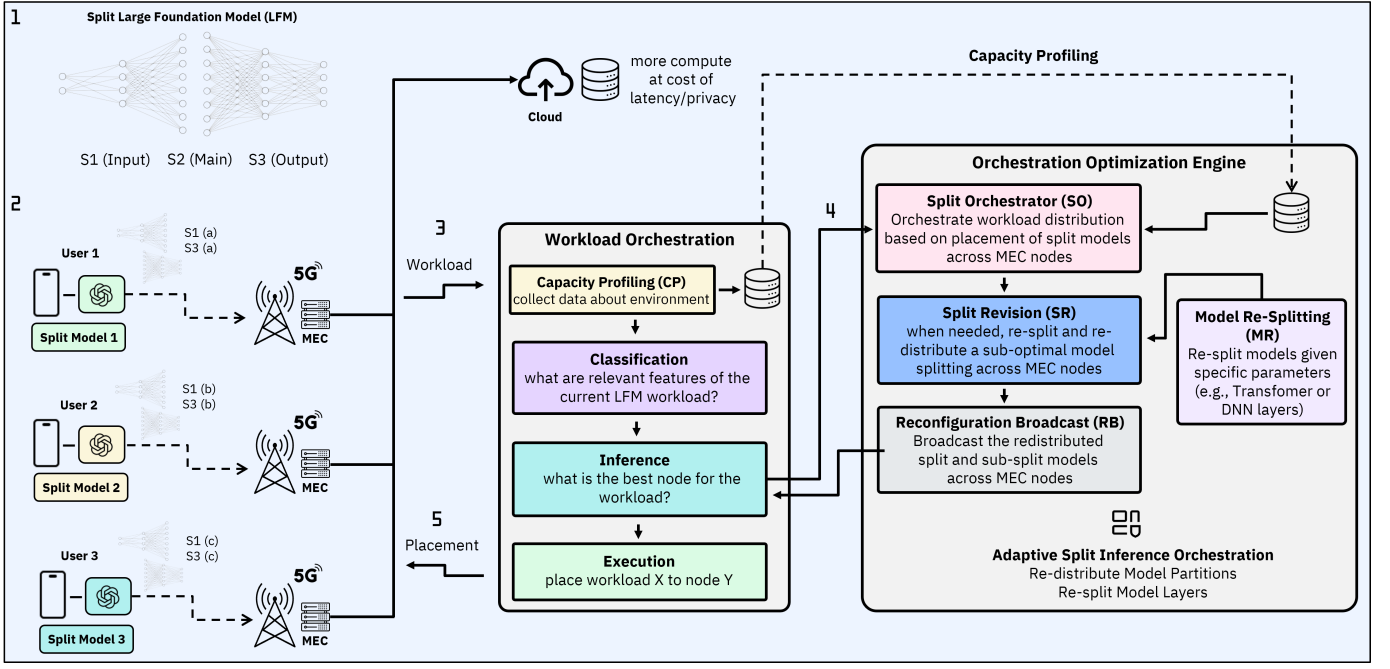 1
Split Large Foundation Model (LFM)
S1 (Input)
S2 (Main)
S3 (Output)
Cloud
more compute
at cost of
latency/privacy
Capacity Profiling
2
User 1
S1 (a)
S3 (a)
Split Model 1
5G
MEC
User 2
S1 (b)
S3 (b)
Split Model 2
5G
MEC
User 3
S1 (c)
S3 (c)
Split Model 3
5G
MEC
3
Workload
5
Placement
Workload Orchestration
Capacity Profiling (CP)
collect data about environment
Classification
what are relevant features of the
current LFM workload?
Inference
what is the best node for the
workload?
Execution
place workload X to node Y
4
Orchestration Optimization Engine
Split Orchestrator (SO)
Orchestrate workload distribution
based on placement of split models
across MEC nodes
Split Revision (SR)
when needed, re-split and re-
distribute a sub-optimal model
splitting across MEC nodes
Reconfiguration Broadcast (RB)
Broadcast the redistributed
split and sub-split models
across MEC nodes
Model Re-Splitting
(MR)
Re-split models given
specific parameters
(e.g., Transfomer or
DNN layers)
Adaptive Split Inference Orchestration
Re-distribute Model Partitions
Re-split Model Layers